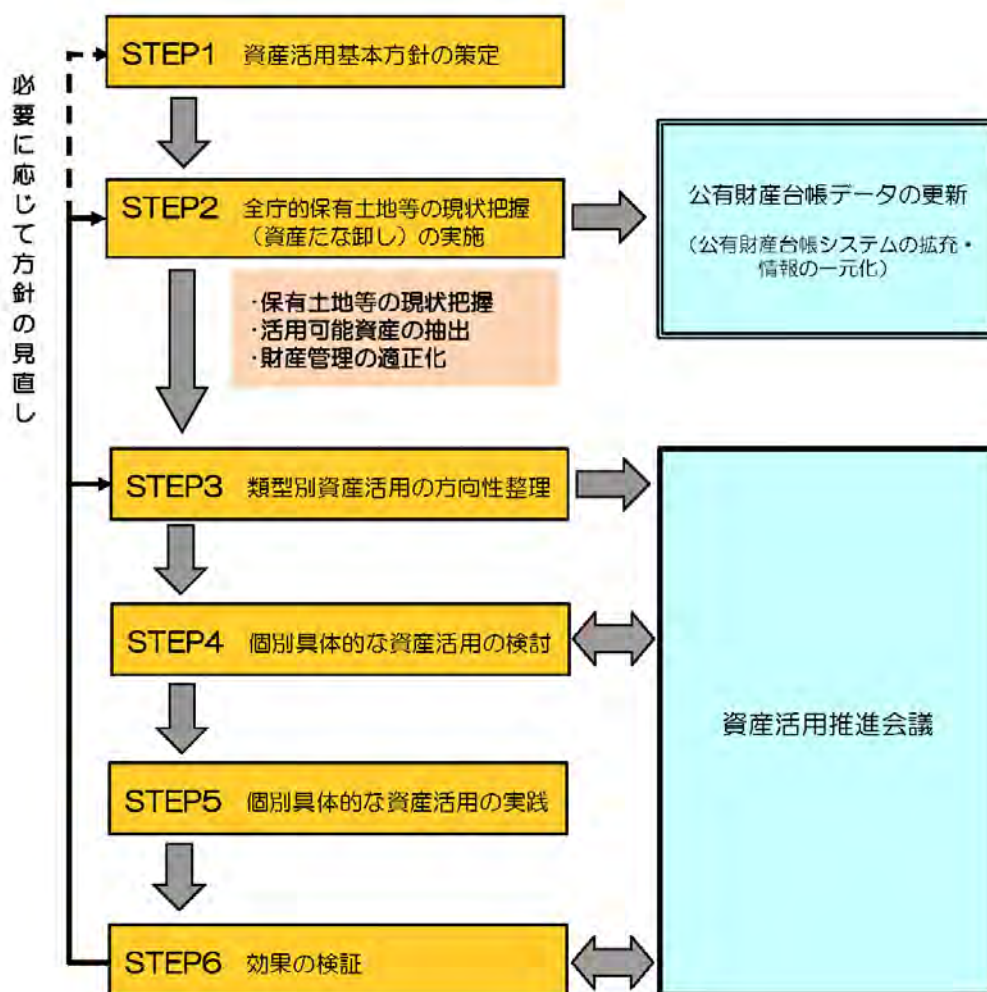 STEP1 資産活用基本方針の策定
必要に応じて方針の見直し
STEP2 全庁的保有土地等の現状把握
(資産たな卸し)の実施
公有財産台帳データの更新
(公有財産台帳システムの拡充・
情報の一元化)
・保有土地等の現状把握
・活用可能資産の抽出
・財産管理の適正化
STEP3 類型別資産活用の方向性整理
STEP4 個別具体的な資産活用の検討
資産活用推進会議
STEP5 個別具体的な資産活用の実践
STEP6 効果の検証